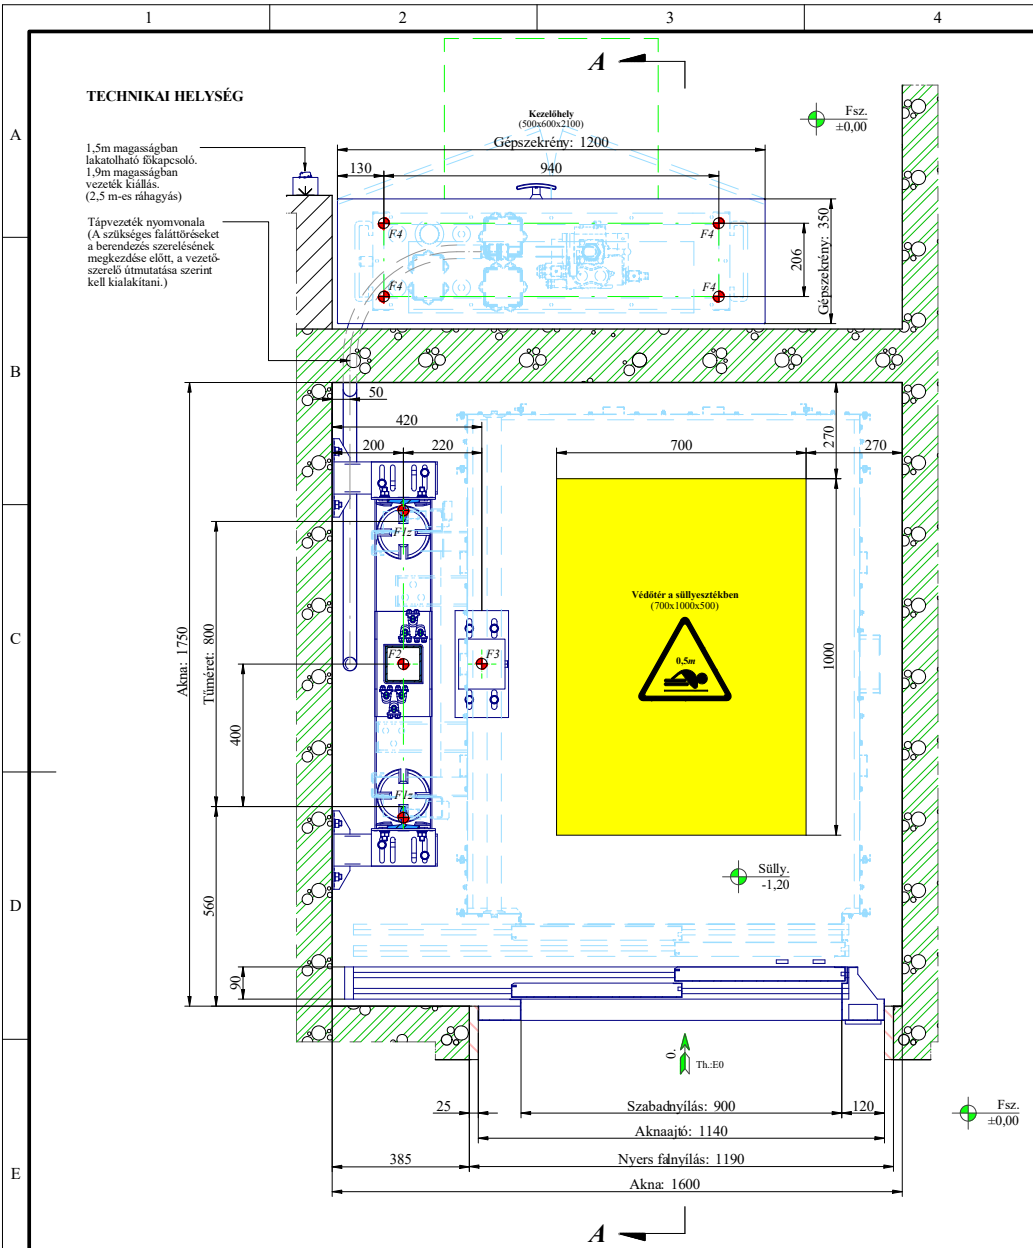 1
2
3
4
A
A
Fsz.
±0,00
TECHNIKAI HELYSÉG
Kezelőhely
(500x600x2100)
Gépszekrény: 1200
1,5m magasságban
lakatolható főkapcsoló.
1,9m magasságban
vezeték kiállás.
(2,5 m-es ráhagyás)
130
940
Tápvezeték nyomvonala
(A szükséges faláttöréseket
a berendezés szerelésének
megkezdése előtt, a vezető-
szerelő útmutatása szerint
kell kialakítani.)
F4
F4
F4
F4
206
Gépszekrény: 350
B
50
420
200
220
700
270
270
F1z
Védőtér a süllyesztékben
(700x1000x500)
0,5m
C
Akna: 1750
Tűméret: 800
F2
F3
1000
400
F1z
Sülly.
-1,20
D
560
90
0.
Th.:E0
25
Szabadnyílás: 900
120
Fsz.
±0,00
Aknaajtó: 1140
385
Nyers falnyílás: 1190
E
Akna: 1600
A